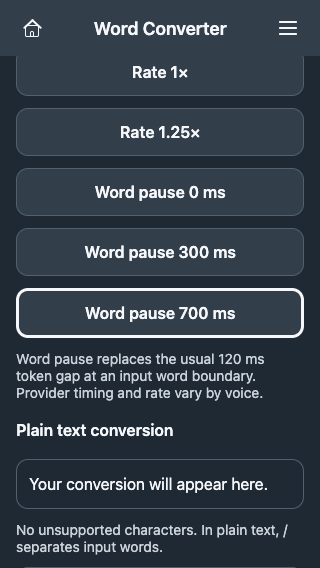 Word Converter
Rate 1×
Rate 1.25×
Word pause 0 ms
Word pause 300 ms
Word pause 700 ms
Word pause replaces the usual 120 ms
token gap at an input word boundary.
Provider timing and rate vary by voice.
Plain text conversion
Your conversion will appear here.
No unsupported characters. In plain text, /
separates input words.